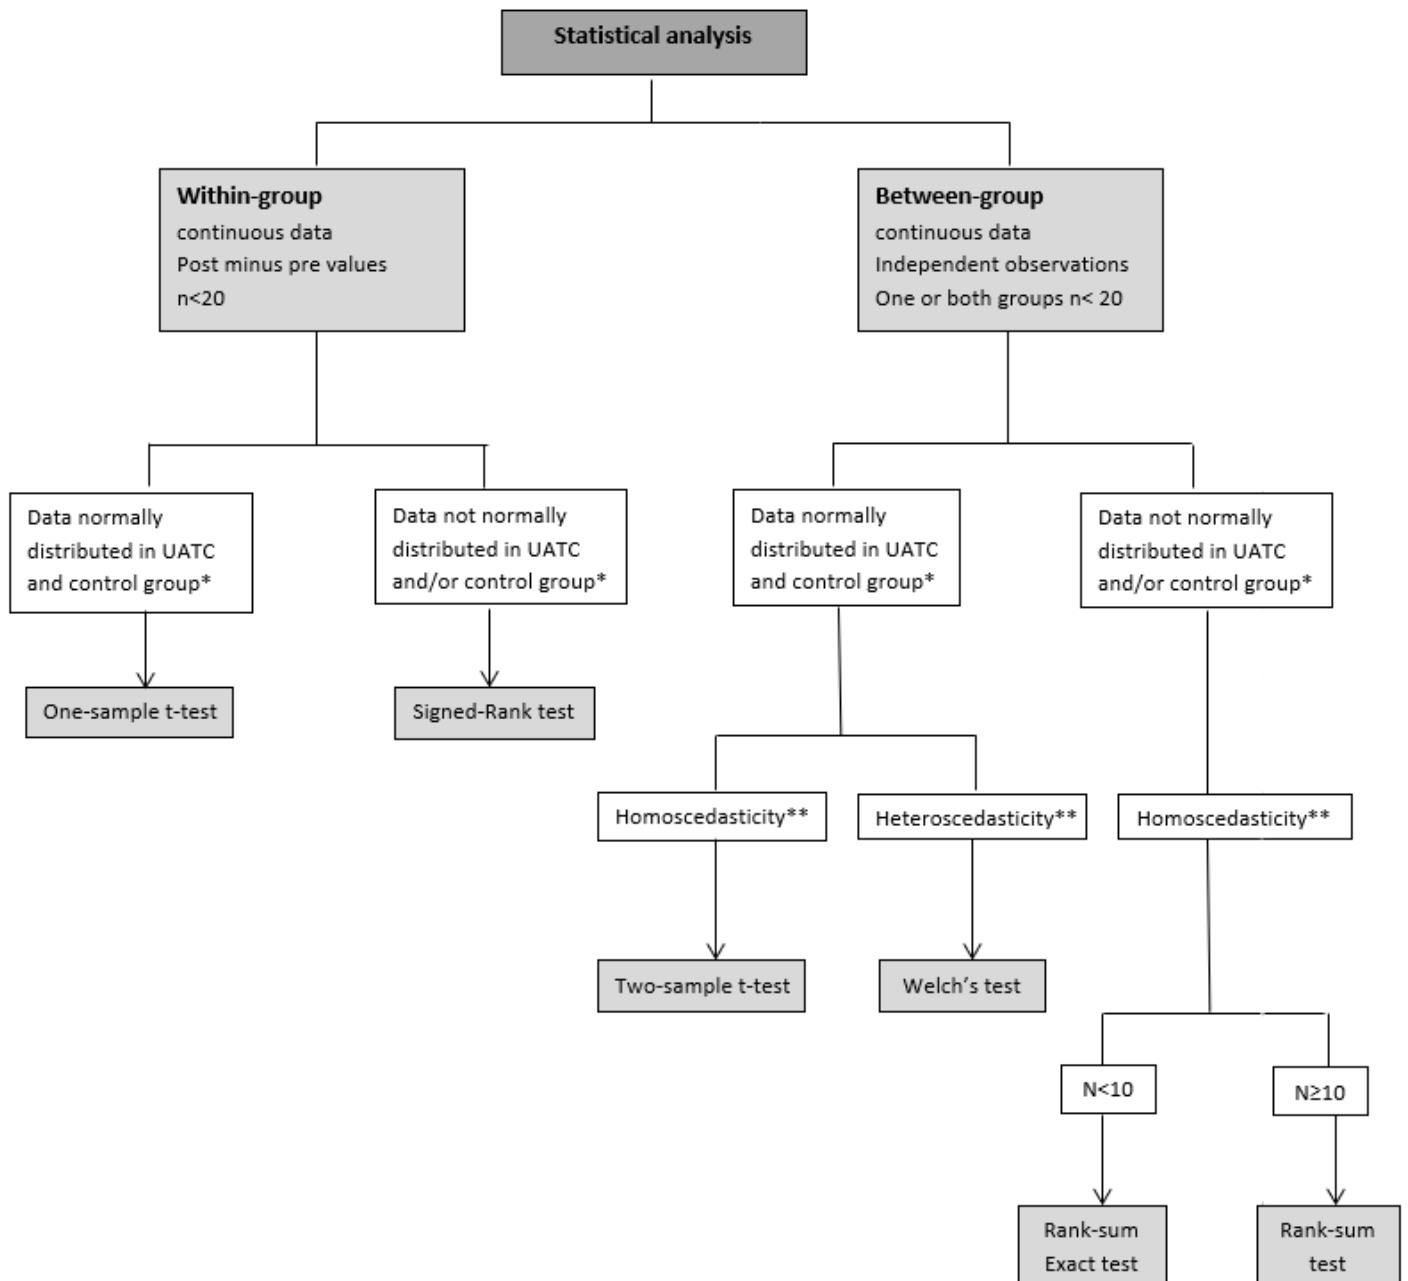 Statistical analysis
Within-group
continuous data
Post minus pre values
n<20
Between-group
continuous data
Independent observations
One or both groups n< 20
Data normally
distributed in UATC
and control group*
Data not normally
distributed in UATC
and/or control group*
Data normally
distributed in UATC
and control group*
Data not normally
distributed in UATC
and/or control group*
One-sample t-test
Signed-Rank test
Homoscedasticity**
Heteroscedasticity**
Homoscedasticity**
Two-sample t-test
Welch’s test
N<10
N≥10
Rank-sum
Exact test
Rank-sum
test